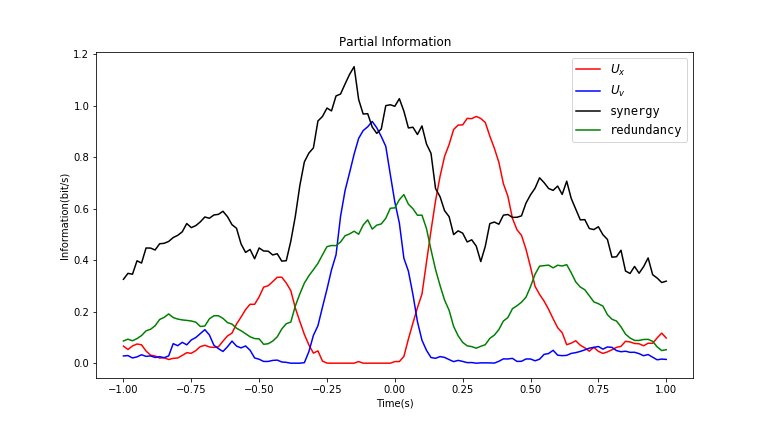 Partial Information
1.2
1.0
0.8
0.6
0.4
0.2
0.0
Information(bit/s)
−1.00 −0.75 −0.50 −0.25 0.00 0.25 0.50 0.75 1.00
Time(s)
Ux
Uv
synergy
redundancy